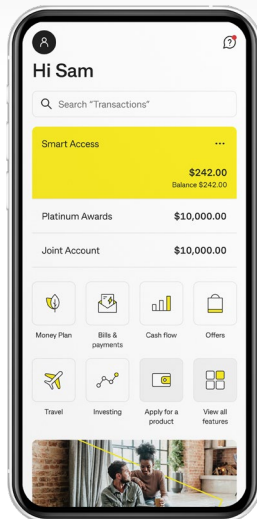 Hi Sam
Search "Transactions"
Smart Access
$242.00
Balance $242.00
Platinum Awards $10,000.00
Joint Account $10,000.00
Money Plan
Bills &
payments
Cash flow
Offers
Travel
Investing
Apply for a
product
View all
features